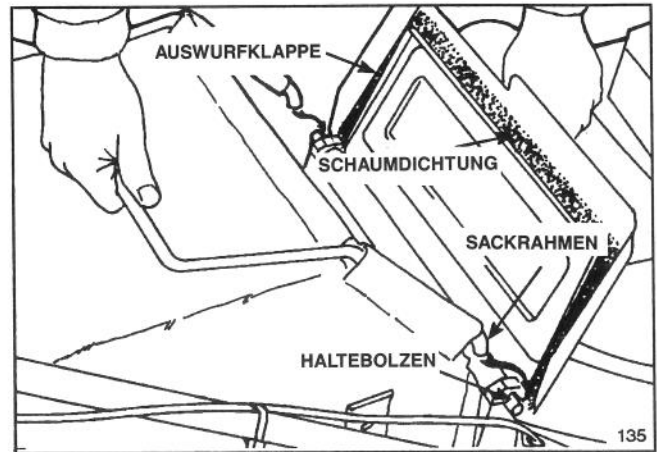 AUSWURFKLAPPE
SCHAUMDICHTUNG
SACKRAHMEN
HALTEBOLZEN
135